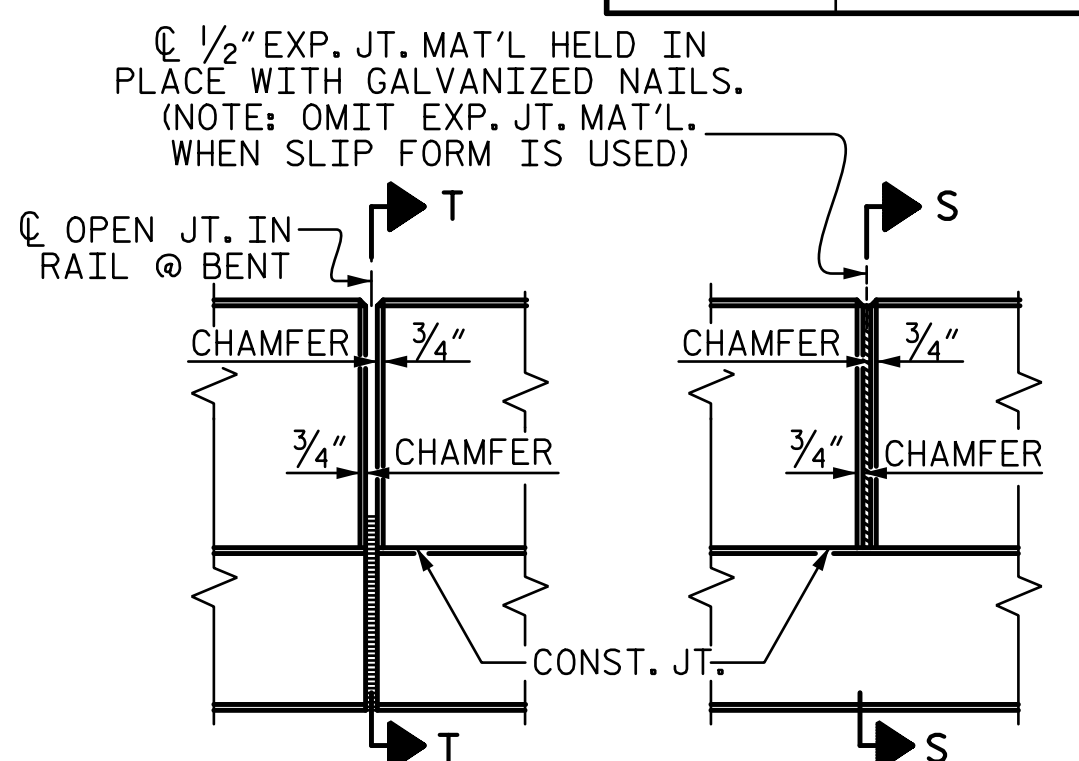 ℄ 1/2" EXP. JT. MAT'L HELD IN
PLACE WITH GALVANIZED NAILS.
(NOTE: OMIT EXP. JT. MAT'L.
WHEN SLIP FORM IS USED)
T
S
℄ OPEN JT. IN
RAIL @ BENT
CHAMFER 3/4"
CHAMFER 3/4"
3/4" CHAMFER
3/4" CHAMFER
CONST. JT.
T
S